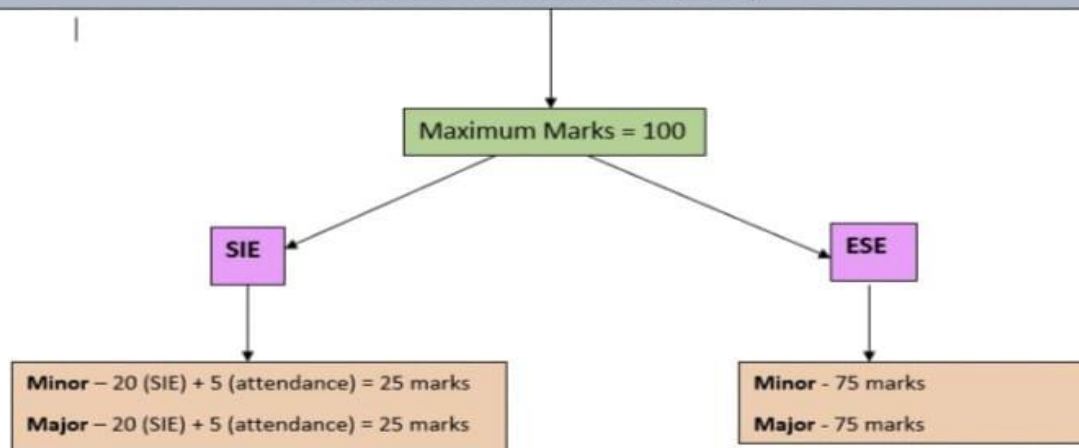 Maximum Marks = 100
SIE
ESE
Minor – 20 (SIE) + 5 (attendance) = 25 marks
Major – 20 (SIE) + 5 (attendance) = 25 marks
Minor - 75 marks
Major - 75 marks